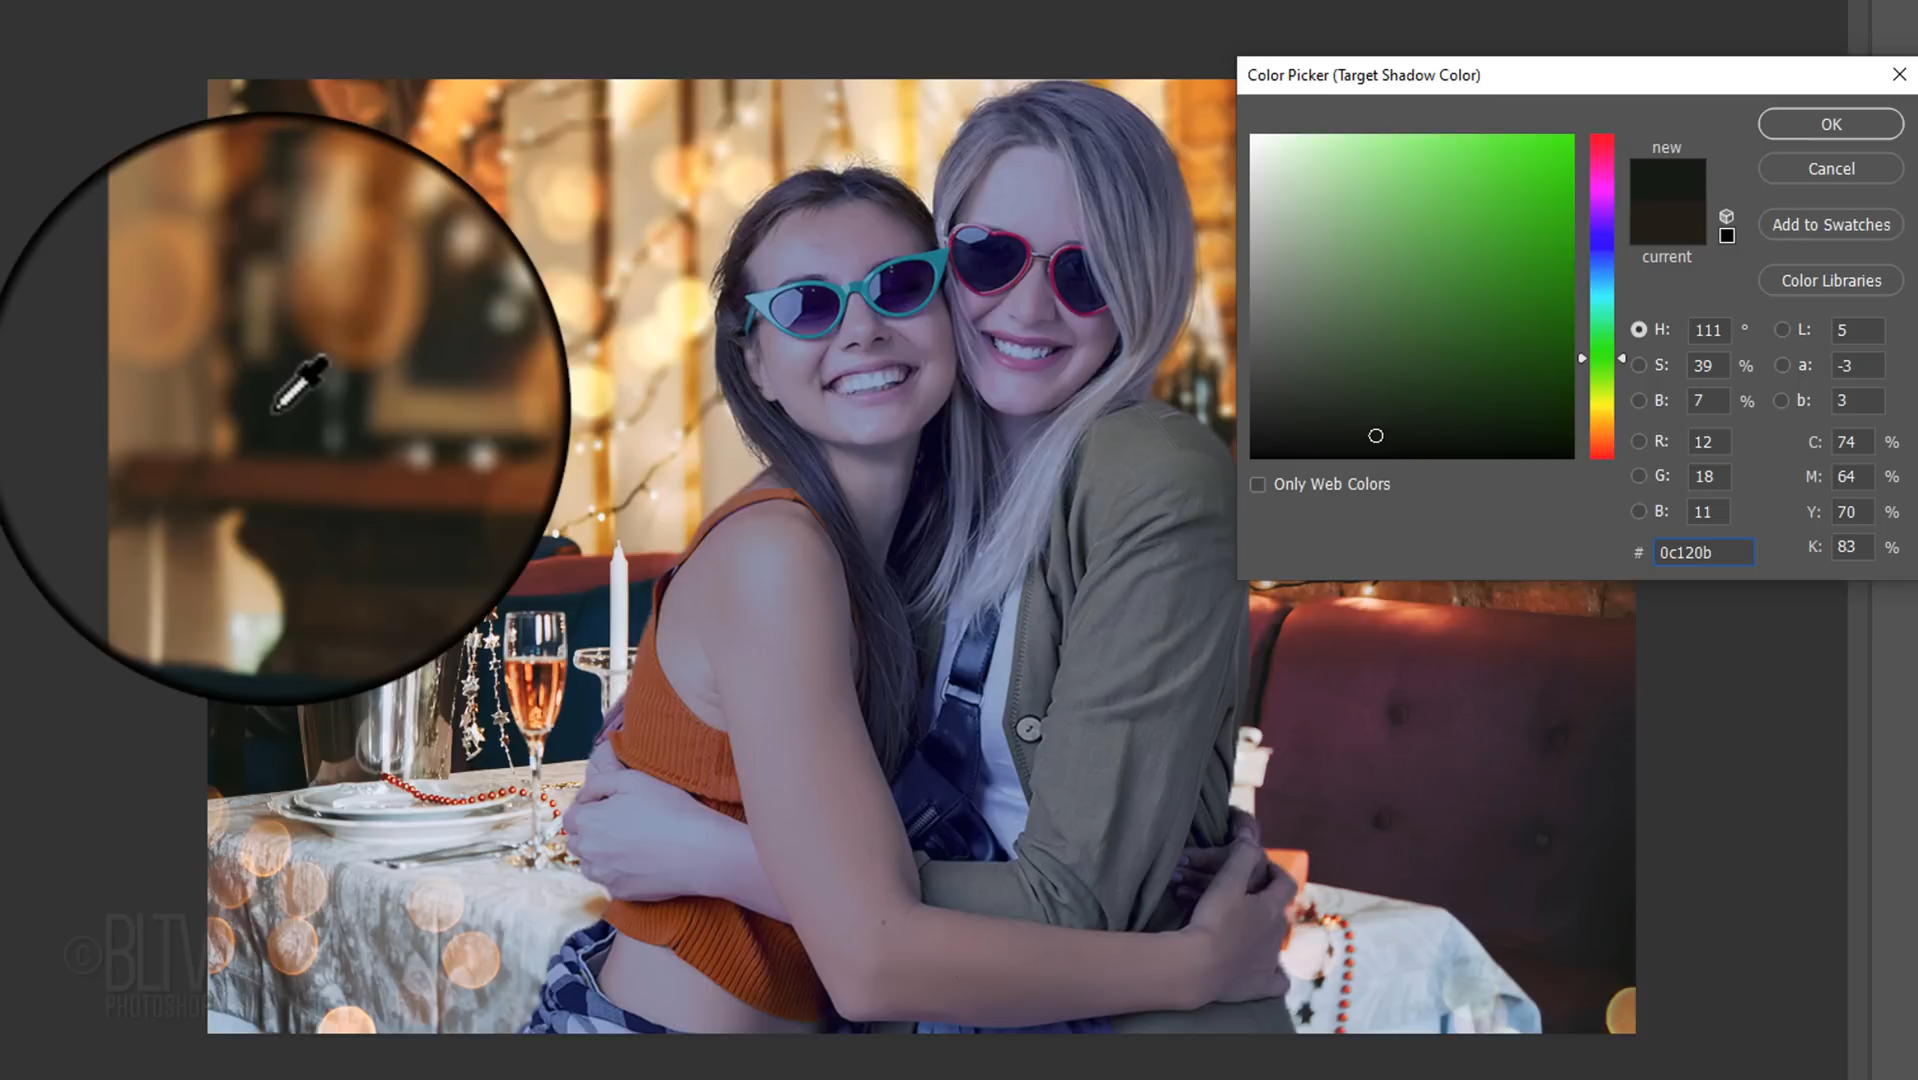 Color Picker (Target Shadow Color)
OK
new
Cancel
Add to Swatches
current
Color Libraries
H: 111 ° L: 5
S: 39 % a: -3
B: 7 % b: 3
R: 12 C: 74 %
G: 18 M: 64 %
Only Web Colors
B: 11 Y: 70 %
# 0c120b K: 83 %
© BLTV
PHOTOSHOP